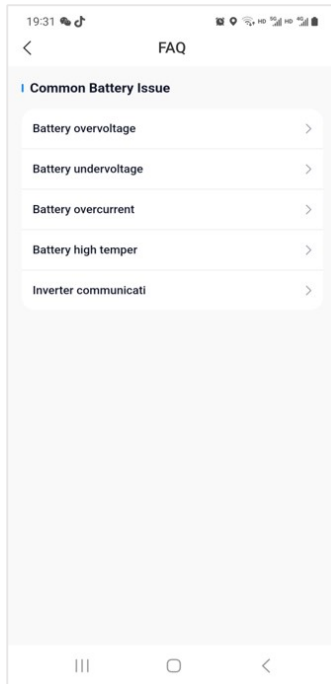 19:31
FAQ
Common Battery Issue
Battery overvoltage
Battery undervoltage
Battery overcurrent
Battery high temper
Inverter communicati